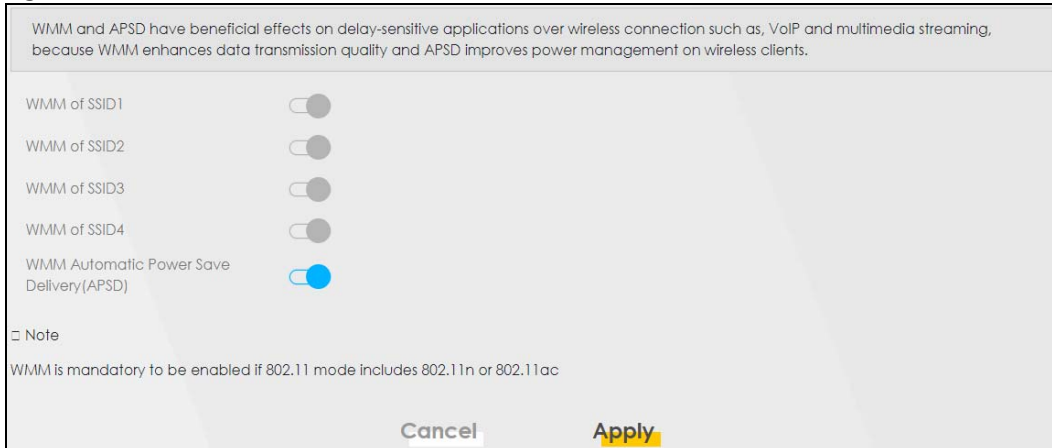 WMM and APSD have beneficial effects on delay-sensitive applications over wireless connection such as, VoIP and multimedia streaming,
because WMM enhances data transmission quality and APSD improves power management on wireless clients.
WMM of SSID1
WMM of SSID2
WMM of SSID3
WMM of SSID4
WMM Automatic Power Save
Delivery(APSD)
Note
WMM is mandatory to be enabled if 802.11 mode includes 802.11n or 802.11ac
Cancel Apply